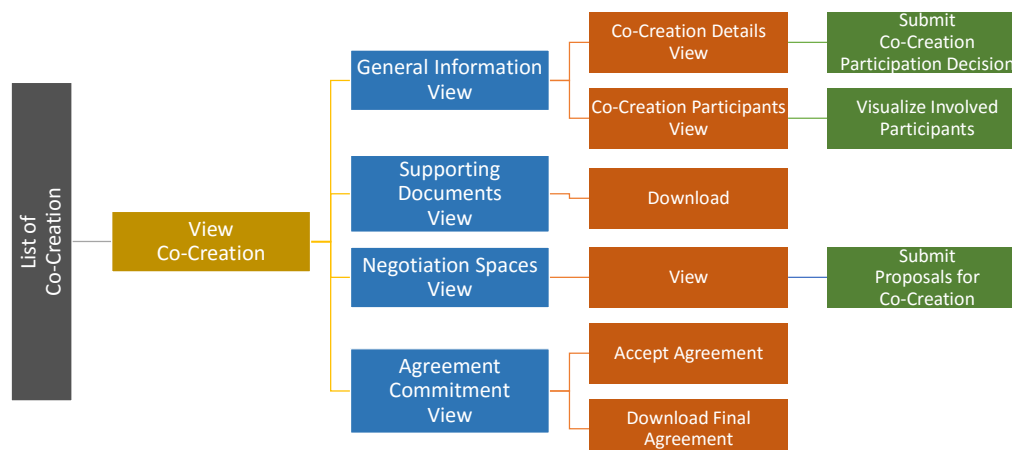 List of
Co-Creation
View
Co-Creation
General Information
View
Co-Creation Details
View
Submit
Co-Creation
Participation Decision
Co-Creation Participants
View
Visualize Involved
Participants
Supporting
Documents
View
Download
Negotiation Spaces
View
View
Submit
Proposals for
Co-Creation
Agreement
Commitment
View
Accept Agreement
Download Final
Agreement